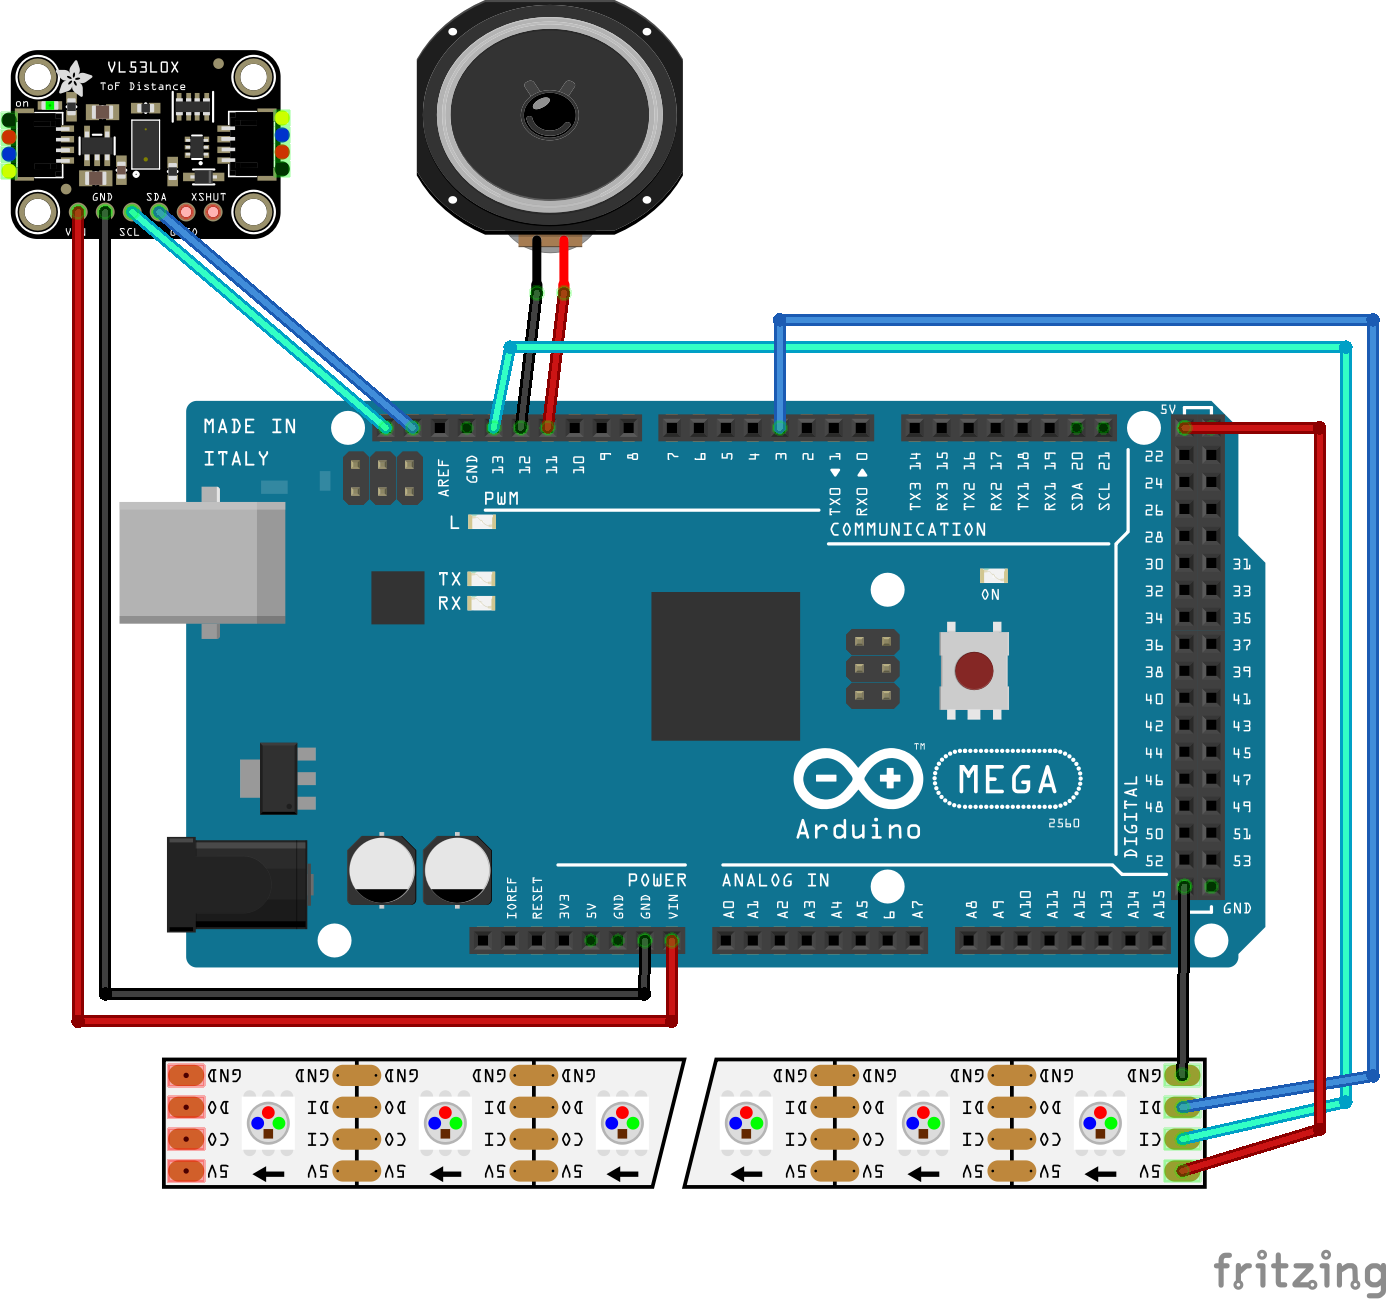 VL53L0X
ToF Distance
on
GND SDA XSHUT
SCL
MADE IN
ITALY
AREF
GND
13
12
11
10
9
8
7
6
5
4
3
2
TX0 1
RX0 0
TX3 14
RX3 15
TX2 16
RX2 17
TX1 18
RX1 19
SDA 20
SCL 21
PWM
COMMUNICATION
L
TX
RX
ON
5V
22
24
26
28
30 31
32 33
34 35
36 37
38 39
40 41
42 43
44 45
46 47
48 49
50 51
52 53
GND
DIGITAL
TM
MEGA
Arduino
2560
POWER
ANALOG IN
IOREF
RESET
3V3
5V
GND
GND
VIN
A0
A1
A2
A3
A4
A5
6
A7
A8
A9
A10
A11
A12
A13
A14
A15
GND GND GND GND GND GND GND GND GND GND
DO DI DO DI DO DI DO DI DO DI
CO CI CO CI CO CI CO CI CO CI
5V 5V 5V 5V 5V 5V 5V 5V 5V 5V
fritzing